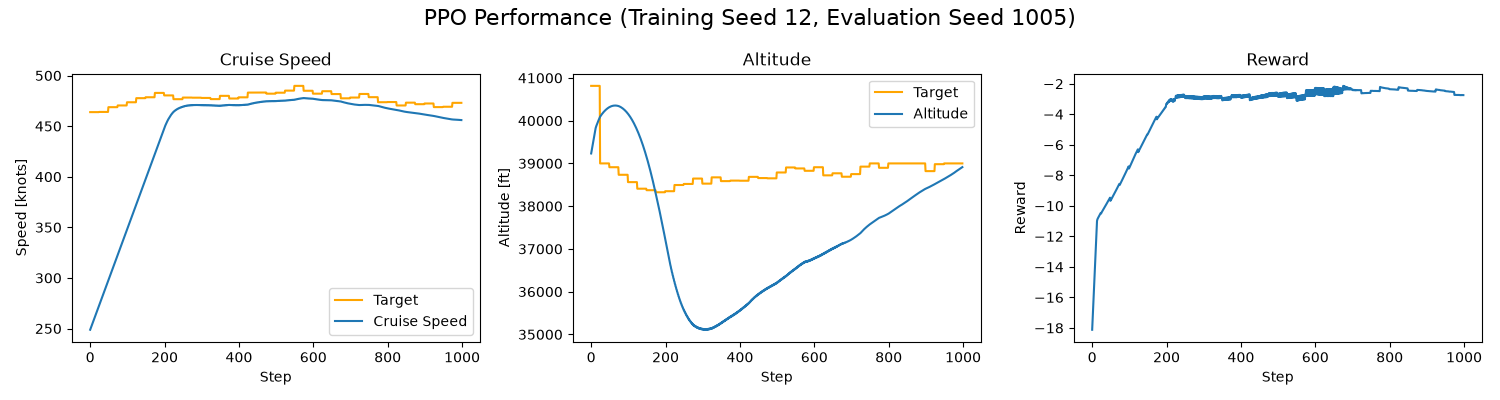 PPO Performance (Training Seed 12, Evaluation Seed 1005)
Cruise Speed
500
450
400
350
300
250
Speed [knots]
0 200 400 600 800 1000
Step
Target
Cruise Speed
Altitude
41000
40000
39000
38000
37000
36000
35000
Altitude [ft]
0 200 400 600 800 1000
Step
Target
Altitude
Reward
−2
−4
−6
−8
−10
−12
−14
−16
−18
Reward
0 200 400 600 800 1000
Step